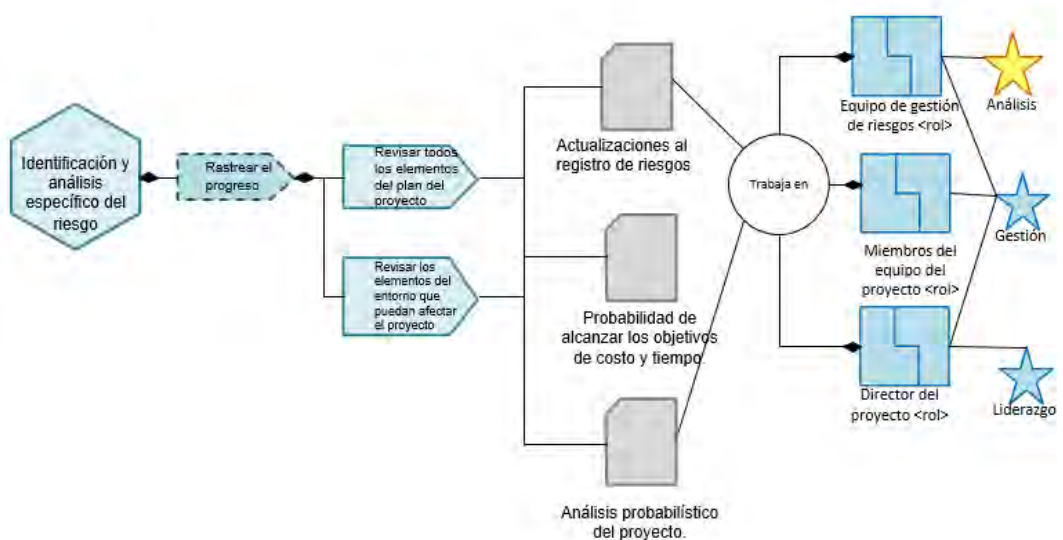 Identificación y
análisis
específico del
riesgo
Rastrear el
progreso
Revisar todos
los elementos
del plan del
proyecto
Revisar los
elementos del
entorno que
puedan afectar
el proyecto
Actualizaciones al
registro de riesgos
Probabilidad de
alcanzar los objetivos
de costo y tiempo.
Análisis probabilístico
del proyecto.
Trabaja en
Equipo de gestión
de riesgos <rol>
Miembros del
equipo del
proyecto <rol>
Director del
proyecto <rol>
Análisis
Gestión
Liderazgo